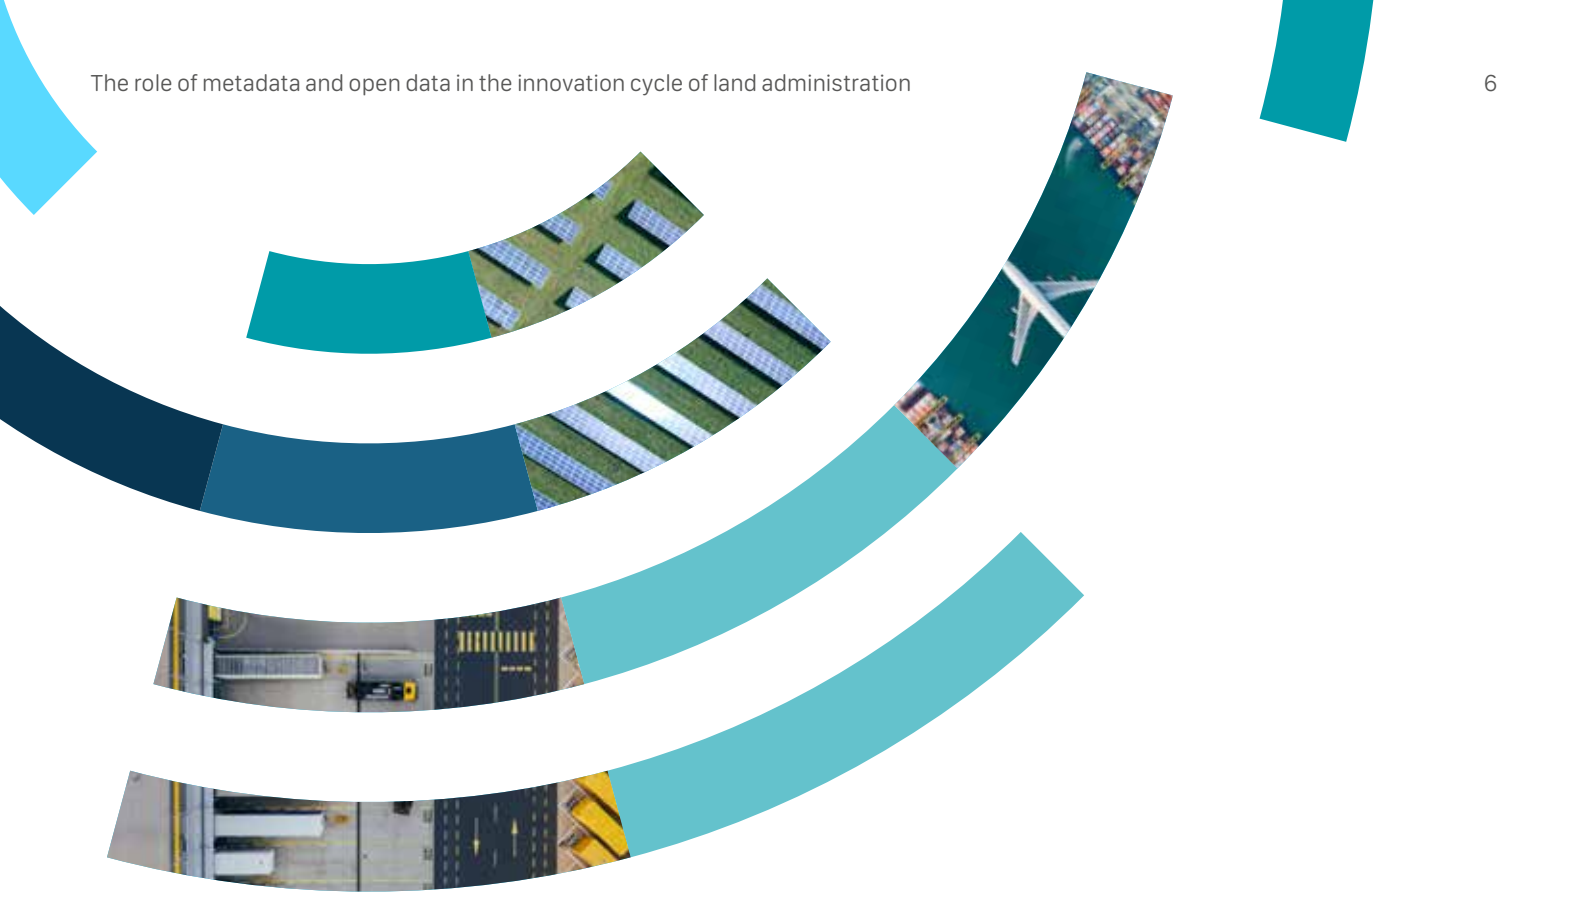 The role of metadata and open data in the innovation cycle of land administration
6